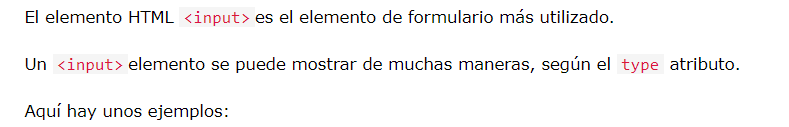 El elemento HTML <input> es el elemento de formulario más utilizado.
Un <input> elemento se puede mostrar de muchas maneras, según el type atributo.
Aquí hay unos ejemplos: